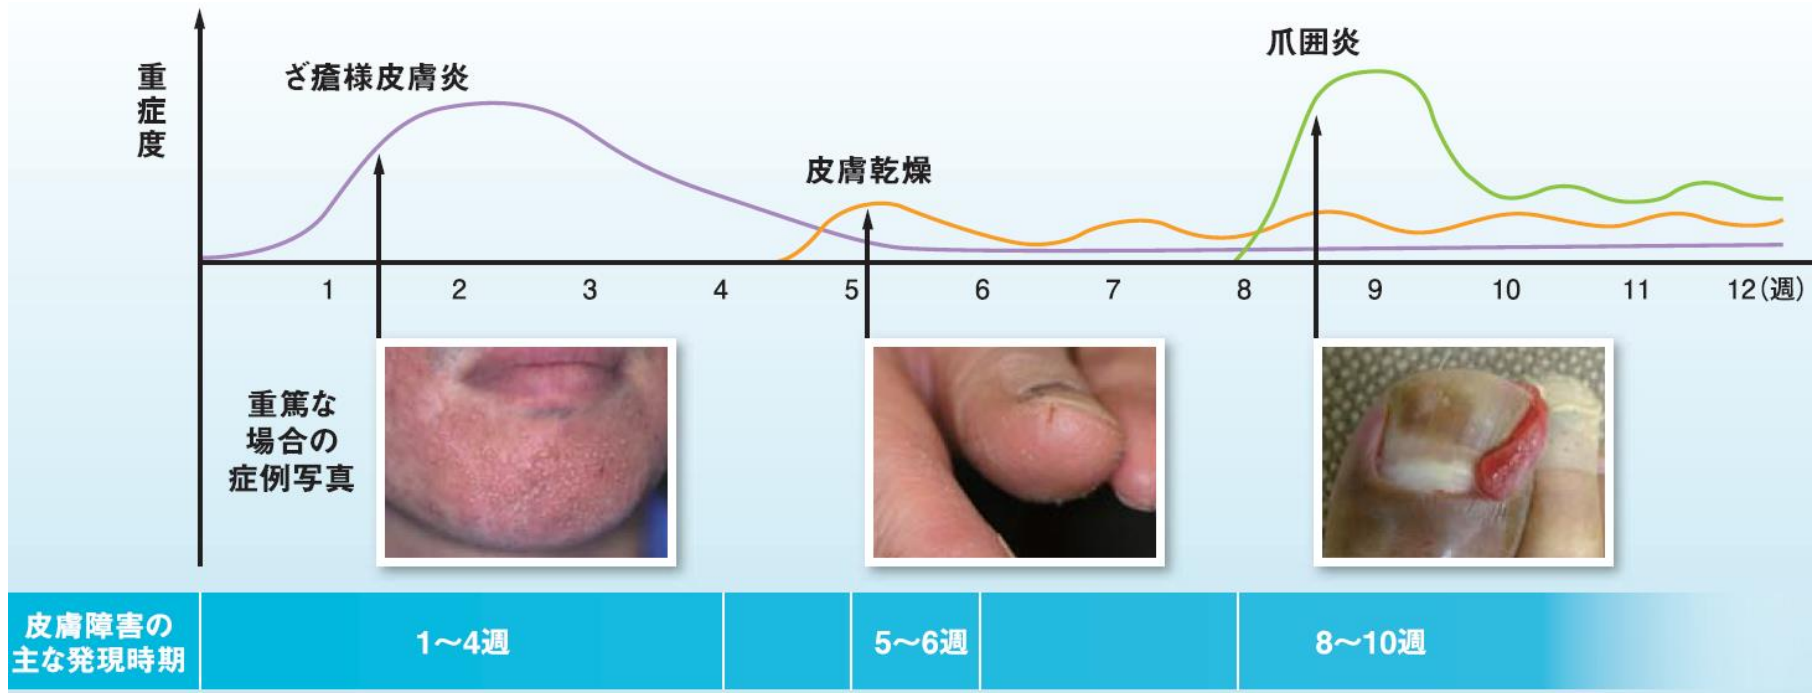 重症度
ざ瘡様皮膚炎
皮膚乾燥
爪囲炎
1 2 3 4 5 6 7 8 9 10 11 12(週)
重篤な
場合の
症例写真
皮膚障害の
主な発現時期
1〜4週
5〜6週
8〜10週